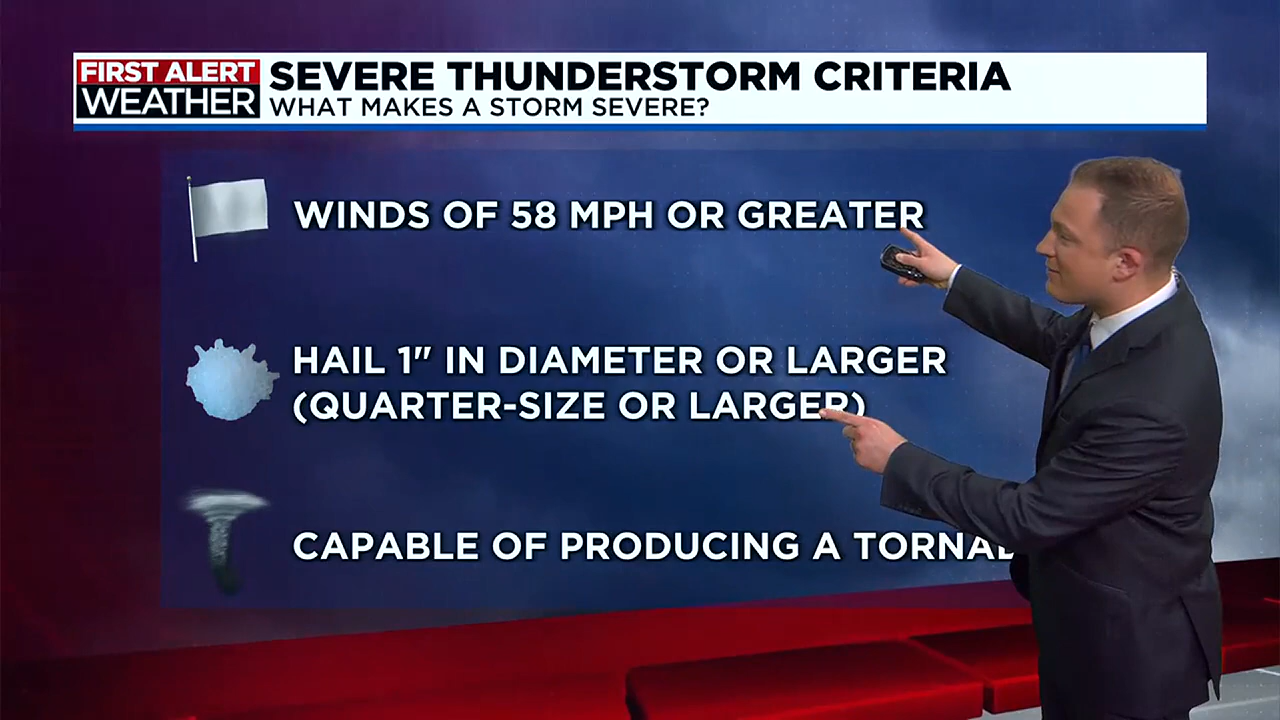 FIRST ALERT
WEATHER
SEVERE THUNDERSTORM CRITERIA
WHAT MAKES A STORM SEVERE?
WINDS OF 58 MPH OR GREATER
HAIL 1" IN DIAMETER OR LARGER
(QUARTER-SIZE OR LARGER)
CAPABLE OF PRODUCING A